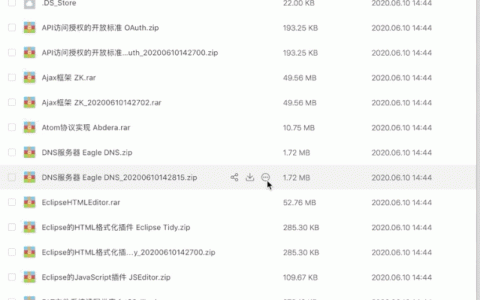 .DS_Store 22.00 KB 2020.06.10 14:44
API访问授权的开放标准 OAuth.zip 193.25 KB 2020.06.10 14:44
API访问授权的开放标准...uth_20200610142700.zip 193.25 KB 2020.06.10 14:44
Ajax框架 ZK.rar 49.56 MB 2020.06.10 14:44
Ajax框架 ZK_20200610142702.rar 49.56 MB 2020.06.10 14:44
Atom协议实现 Abdera.rar 10.75 MB 2020.06.10 14:44
DNS服务器 Eagle DNS.zip 1.72 MB 2020.06.10 14:44
DNS服务器 Eagle DNS_20200610142815.zip 1.72 MB 2020.06.10 14:44
EclipseHTMLEditor.rar 52.76 MB 2020.06.10 14:44
Eclipse的HTML格式化插件 Eclipse Tidy.zip 285.30 KB 2020.06.10 14:44
Eclipse的HTML格式化插...y_20200610142700.zip 285.30 KB 2020.06.10 14:44
Eclipse的JavaScript插件 JSEditor.zip 109.67 KB 2020.06.10 14:44